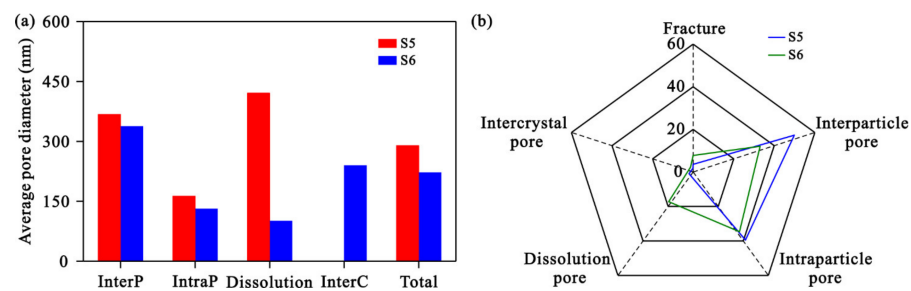 (a)
600
450
300
150
0
Average pore diameter (nm)
S5
S6
InterP IntraP Dissolution InterC Total
(b)
Fracture
S5
S6
60
40
20
0
Intercrystal
pore
Interparticle
pore
Dissolution
pore
Intraparticle
pore